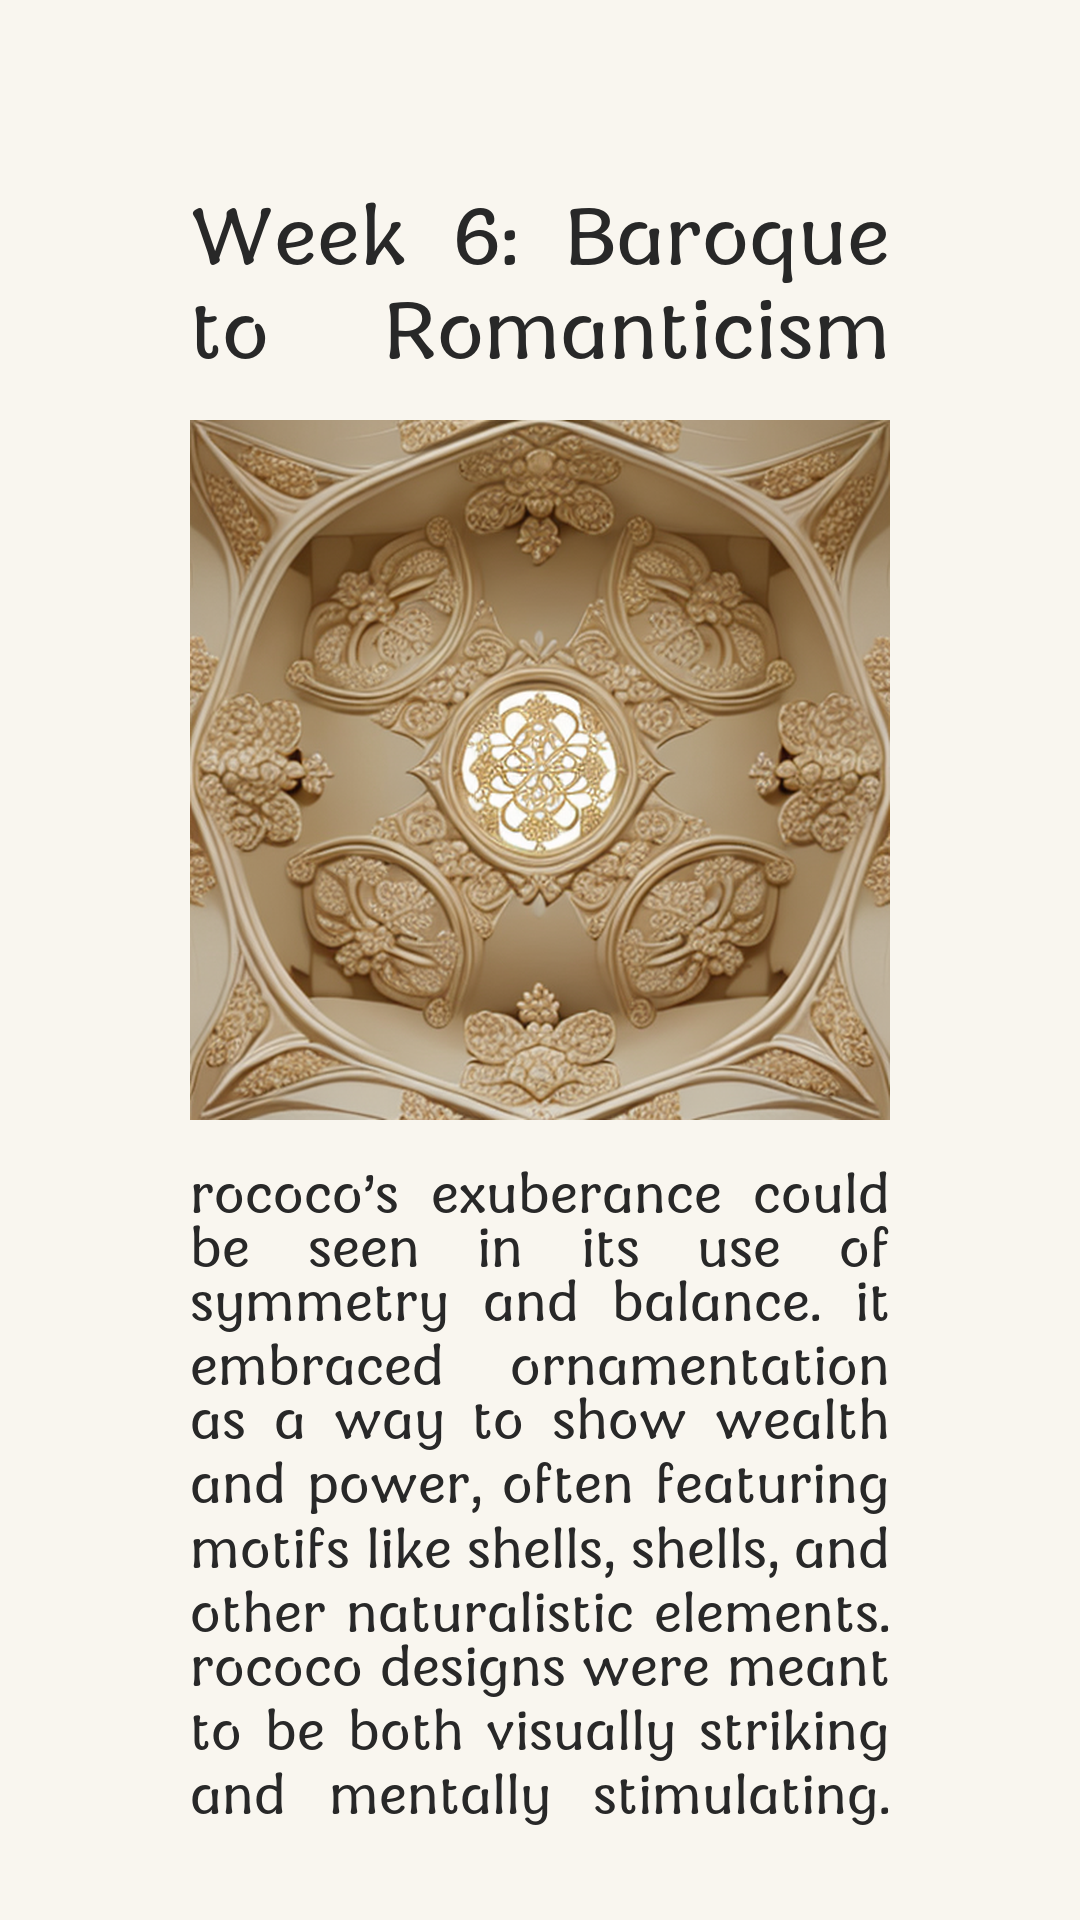 Week 6: Baroque
to Romanticism
rococo’s exuberance could
be seen in its use of
symmetry and balance. it
embraced ornamentation
as a way to show wealth
and power, often featuring
motifs like shells, shells, and
other naturalistic elements.
rococo designs were meant
to be both visually striking
and mentally stimulating.